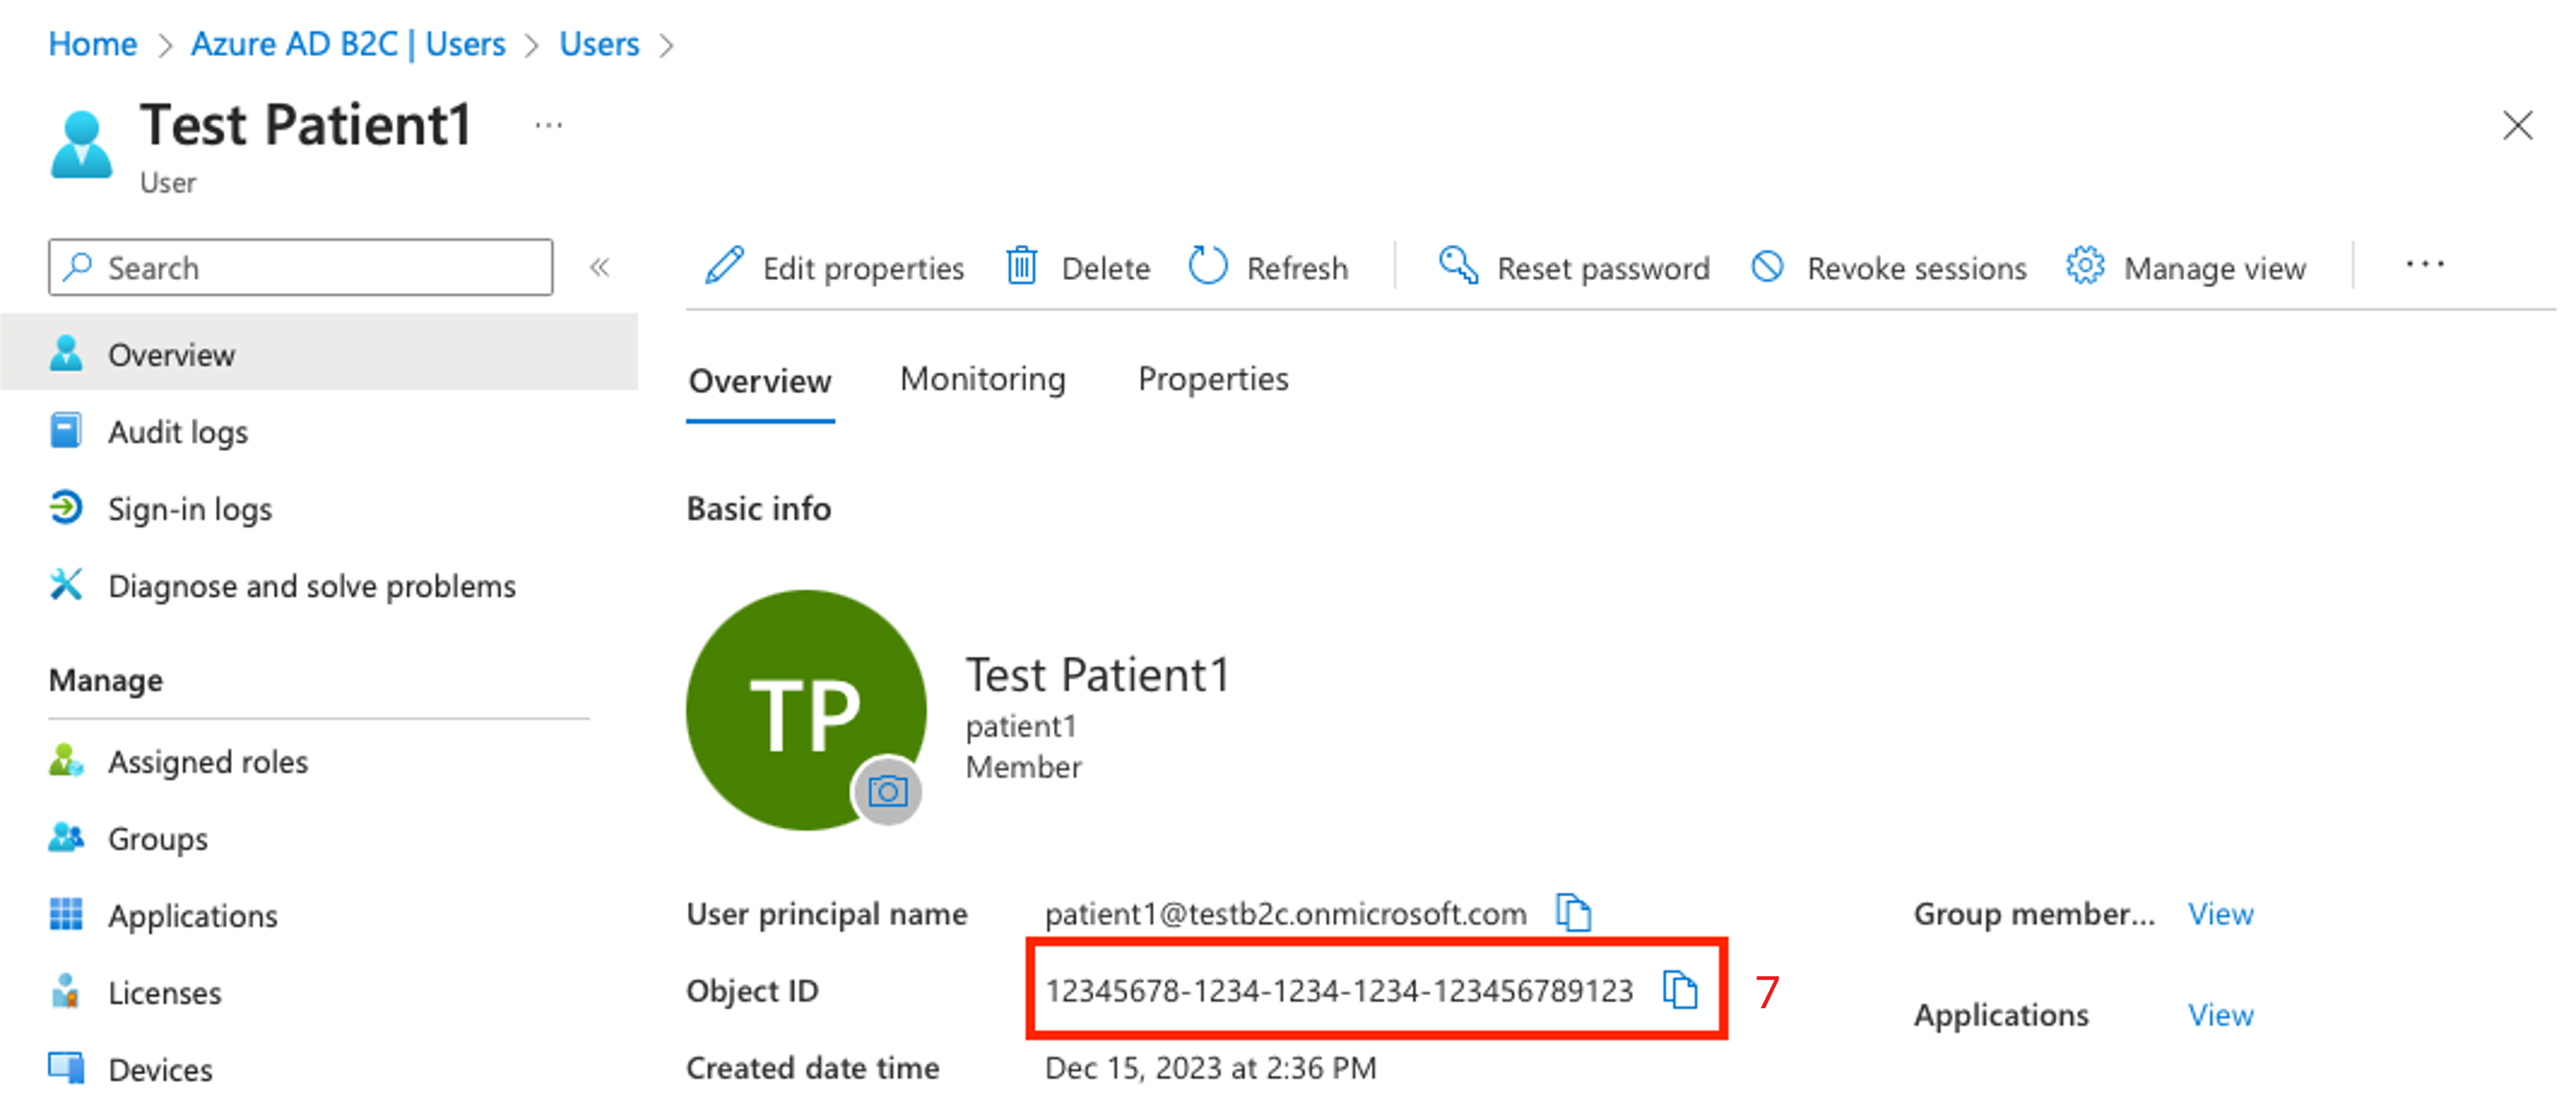 Home > Azure AD B2C | Users > Users >
Test Patient1 ...
User
Search «
Edit properties Delete Refresh Reset password Revoke sessions Manage view ...
Overview
Audit logs
Sign-in logs
Diagnose and solve problems
Manage
Assigned roles
Groups
Applications
Licenses
Devices
Overview Monitoring Properties
Basic info
TP
Test Patient1
patient1
Member
User principal name patient1@testb2c.onmicrosoft.com
Object ID 12345678-1234-1234-1234-123456789123 7
Created date time Dec 15, 2023 at 2:36 PM
Group member... View
Applications View